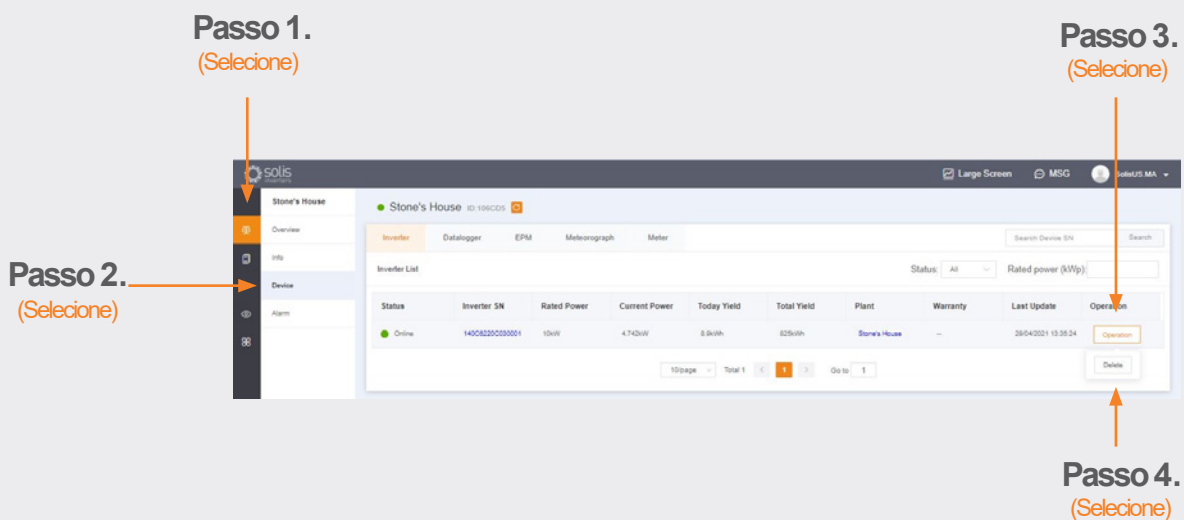 Passo 1.
(Selecione)
Passo 3.
(Selecione)
solis
inverters
Large Screen MSG SolisUS.MA
Stone's House
Stone's House ID:106CD5
Overview
Inverter Datalogger EPM Meteorograph Meter Search Device SN Search
Info
Inverter List Status: All Rated power (kWp):
Passo 2.
(Selecione)
Device
Status Inverter SN Rated Power Current Power Today Yield Total Yield Plant Warranty Last Update Operation
Alarm
Online 10kW 4.742kW 8.9kWh 825kWh Stone's House -- 29/04/2021 13:35:24 Operation
Delete
10/page Total 1 < 1 > Go to 1
Passo 4.
(Selecione)